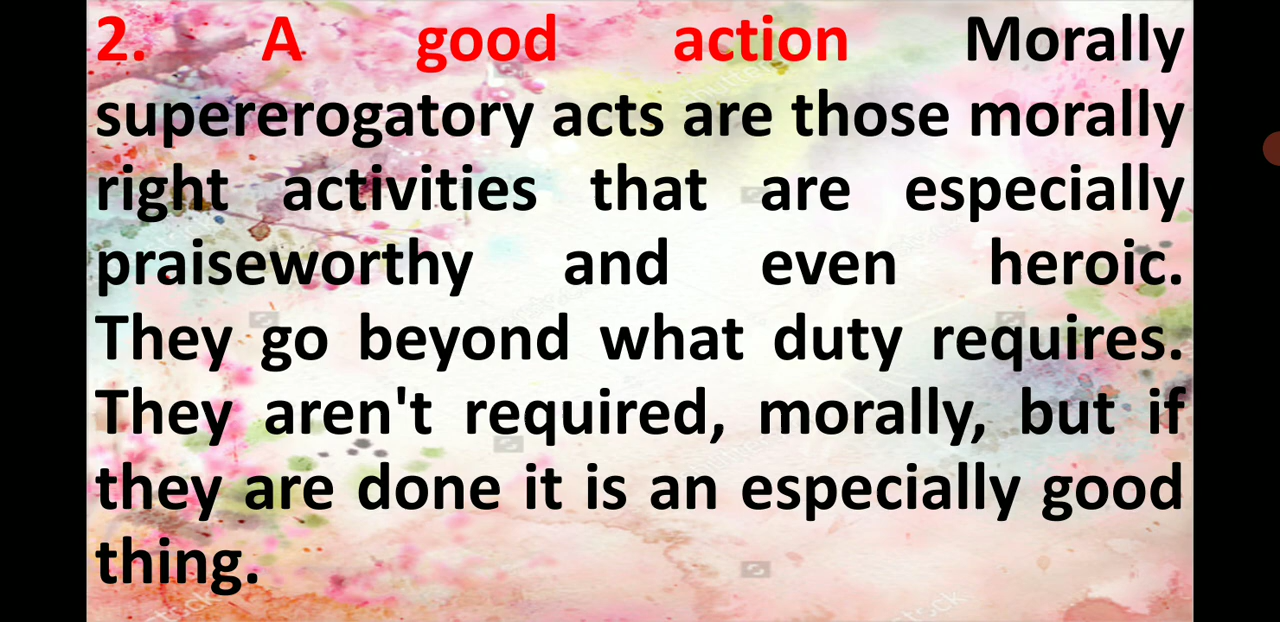 2. A good action Morally
supererogatory acts are those morally
right activities that are especially
praiseworthy and even heroic.
They go beyond what duty requires.
They aren't required, morally, but if
they are done it is an especially good
thing.